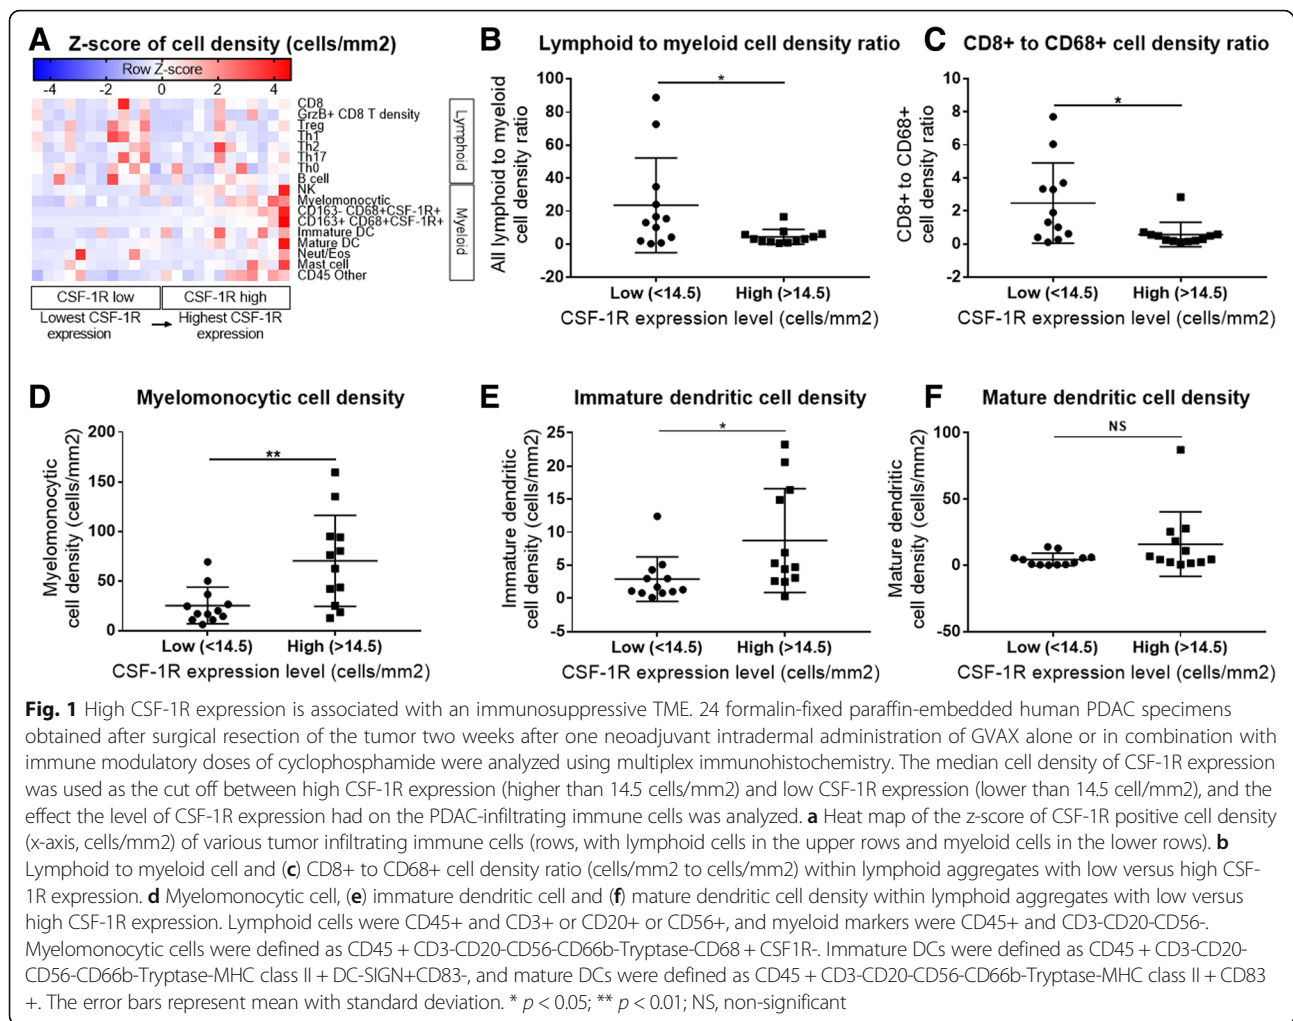 A
Z-score of cell density (cells/mm2)
Row Z-score
-4 -2 0 2 4
CD8
GrzB+ CD8 T density
Treg
Th1
Th2
Th17
Th0
B cell
NK
Myelomonocytic
CD163- CD68+CSF-1R+
CD163+ CD68+CSF-1R+
Immature DC
Mature DC
Neut/Eos
Mast cell
CD45 Other
Lymphoid
Myeloid
CSF-1R low
CSF-1R high
Lowest CSF-1R
expression
Highest CSF-1R
expression
B
Lymphoid to myeloid cell density ratio
All lymphoid to myeloid
cell density ratio
100
80
60
40
20
0
-20
*
Low (<14.5) High (>14.5)
CSF-1R expression level (cells/mm2)
C
CD8+ to CD68+ cell density ratio
CD8+ to CD68+
cell density ratio
10
8
6
4
2
0
-2
*
Low (<14.5) High (>14.5)
CSF-1R expression level (cells/mm2)
D
Myelomonocytic cell density
Myelomonocytic
cell density (cells/mm2)
200
150
100
50
0
**
Low (<14.5) High (>14.5)
CSF-1R expression level (cells/mm2)
E
Immature dendritic cell density
Immature dendritic
cell density (cells/mm2)
25
20
15
10
5
0
-5
*
Low (<14.5) High (>14.5)
CSF-1R expression level (cells/mm2)
F
Mature dendritic cell density
Mature dendritic
cell density (cells/mm2)
100
50
0
-50
NS
Low (<14.5) High (>14.5)
CSF-1R expression level (cells/mm2)
Fig. 1 High CSF-1R expression is associated with an immunosuppressive TME. 24 formalin-fixed paraffin-embedded human PDAC specimens
obtained after surgical resection of the tumor two weeks after one neoadjuvant intradermal administration of GVAX alone or in combination with
immune modulatory doses of cyclophosphamide were analyzed using multiplex immunohistochemistry. The median cell density of CSF-1R expression
was used as the cut off between high CSF-1R expression (higher than 14.5 cells/mm2) and low CSF-1R expression (lower than 14.5 cell/mm2), and the
effect the level of CSF-1R expression had on the PDAC-infiltrating immune cells was analyzed. a Heat map of the z-score of CSF-1R positive cell density
(x-axis, cells/mm2) of various tumor infiltrating immune cells (rows, with lymphoid cells in the upper rows and myeloid cells in the lower rows). b
Lymphoid to myeloid cell and (c) CD8+ to CD68+ cell density ratio (cells/mm2 to cells/mm2) within lymphoid aggregates with low versus high CSF-
1R expression. d Myelomonocytic cell, (e) immature dendritic cell and (f) mature dendritic cell density within lymphoid aggregates with low versus
high CSF-1R expression. Lymphoid cells were CD45+ and CD3+ or CD20+ or CD56+, and myeloid markers were CD45+ and CD3-CD20-CD56-.
Myelomonocytic cells were defined as CD45 + CD3-CD20-CD56-CD66b-Tryptase-CD68 + CSF1R-. Immature DCs were defined as CD45 + CD3-CD20-
CD56-CD66b-Tryptase-MHC class II + DC-SIGN+CD83-, and mature DCs were defined as CD45 + CD3-CD20-CD56-CD66b-Tryptase-MHC class II + CD83
+. The error bars represent mean with standard deviation. * p < 0.05; ** p < 0.01; NS, non-significant